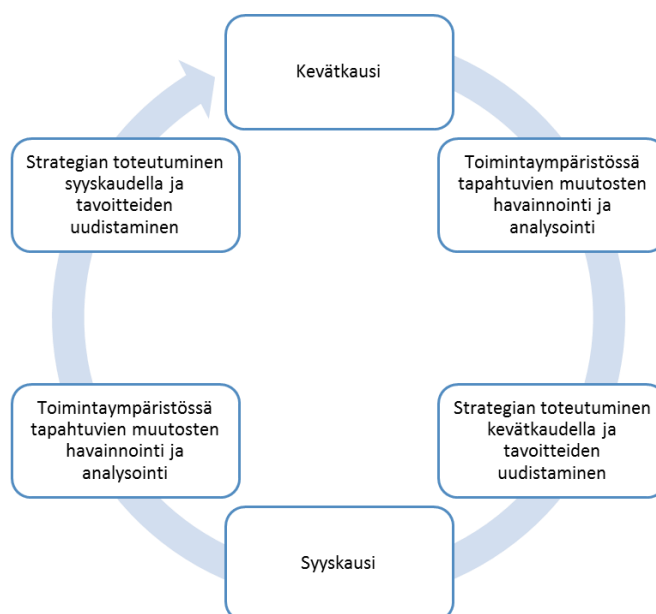 Kevätkausi
Toimintaympäristössä
tapahtuvien muutosten
havainnointi ja
analysointi
Strategian toteutuminen
kevätkaudella ja
tavoitteiden
uudistaminen
Syyskausi
Toimintaympäristössä
tapahtuvien muutosten
havainnointi ja
analysointi
Strategian toteutuminen
syyskaudella ja
tavoitteiden
uudistaminen